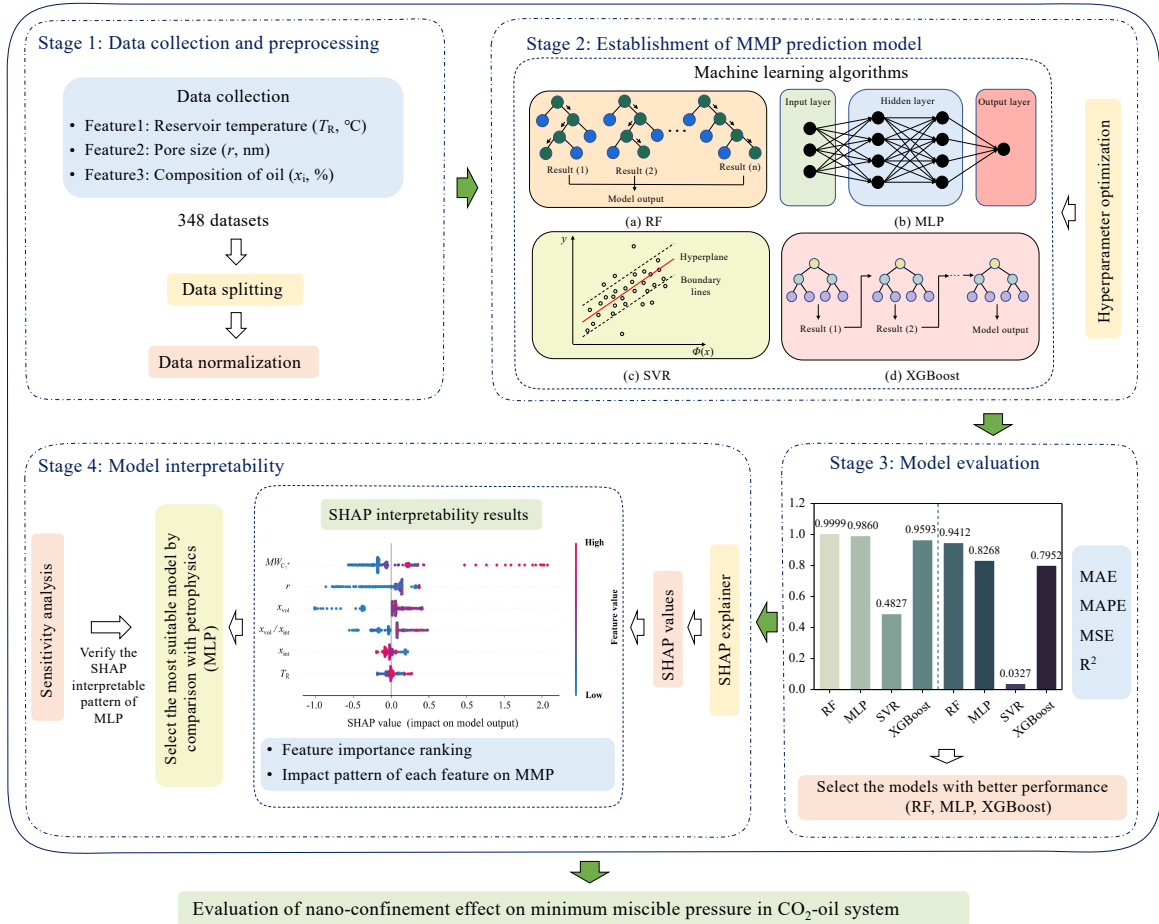 Stage 1: Data collection and preprocessing
Data collection
• Feature1: Reservoir temperature (TR, °C)
• Feature2: Pore size (r, nm)
• Feature3: Composition of oil (xi, %)
348 datasets
Data splitting
Data normalization
Stage 2: Establishment of MMP prediction model
Machine learning algorithms
Result (1)
Result (2)
Result (n)
Model output
(a) RF
Input layer
Hidden layer
Output layer
(b) MLP
y
Hyperplane
Boundary
lines
Φ(x)
(c) SVR
Result (1)
Result (2)
Model output
(d) XGBoost
Hyperparameter optimization
Stage 3: Model evaluation
1.2
1.0
0.8
0.6
0.4
0.2
0.0
0.9999
0.9860
0.4827
0.9593
0.9412
0.8268
0.0327
0.7952
RF
MLP
SVR
XGBoost
RF
MLP
SVR
XGBoost
MAE
MAPE
MSE
R²
Select the models with better performance
(RF, MLP, XGBoost)
Stage 4: Model interpretability
SHAP explainer
SHAP values
SHAP interpretability results
High
Feature value
Low
MWC7+
r
xvol
xvol / xint
xint
TR
-1.0
-0.5
0.0
0.5
0.5
2.0
2.0
SHAP value (impact on model output)
• Feature importance ranking
• Impact pattern of each feature on MMP
Select the most suitable model by
comparison with petrophysics
(MLP)
Verify the
SHAP
interpretable
pattern of
MLP
Sensitivity analysis
Evaluation of nano-confinement effect on minimum miscible pressure in CO₂-oil system